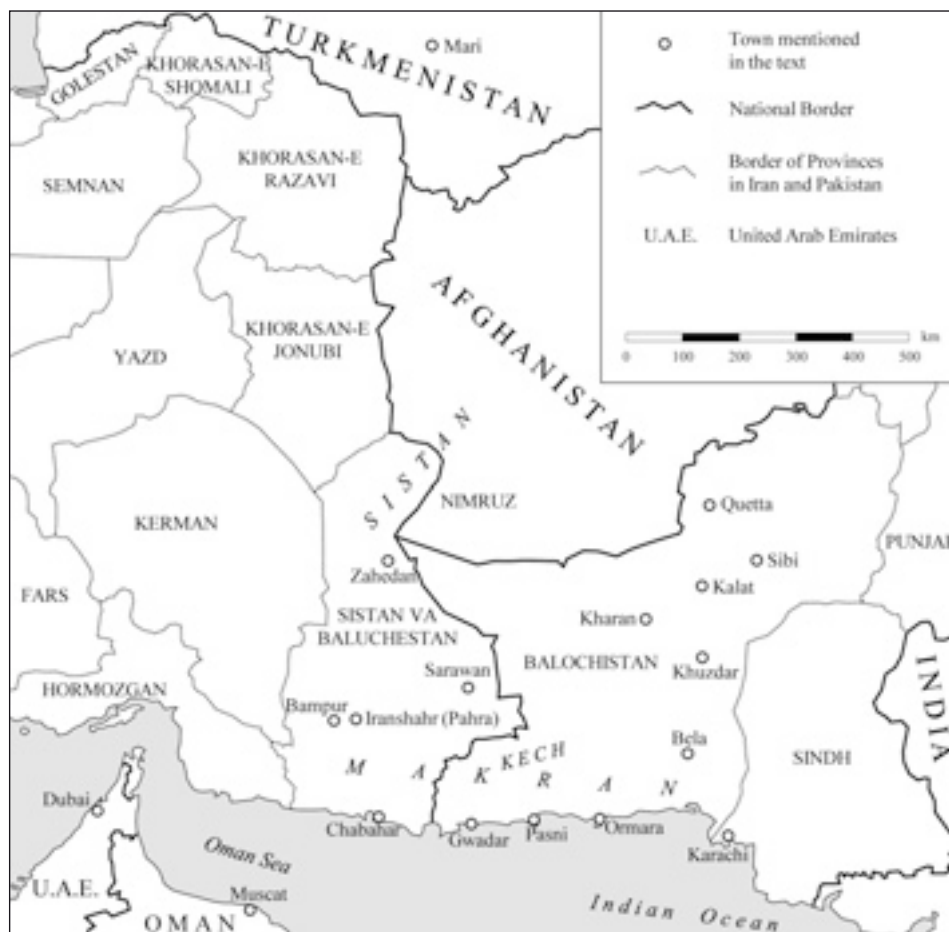 TURKMENISTAN
Mari
GOLESTAN
KHORASAN-E
SHOMALI
KHORASAN-E
RAZAVI
SEMNAN
Town mentioned
in the text
National Border
Border of Provinces
in Iran and Pakistan
U.A.E. United Arab Emirates
0 100 200 300 400 500 km
AFGHANISTAN
KHORASAN-E
JONUBI
YAZD
SISTAN
NIMRUZ
KERMAN
Quetta
PUNJAB
Zahedan
Sibi
Kalat
FARS
SISTAN VA
BALUCHESTAN
Kharan
BALOCHISTAN
Khuzdar
INDIA
Sarawan
HORMOZGAN
Bampur
Iranshahr (Pahra)
KECH
Bela
SINDH
MAKRAN
Dubai
Chabahar
Gwadar
Pasni
Ormara
Karachi
Oman Sea
U.A.E.
Muscat
OMAN
Indian Ocean